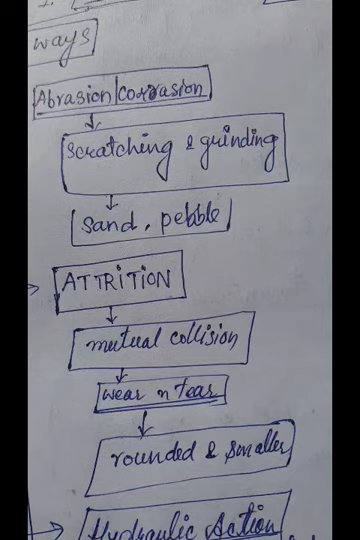 ways
Abrasion/Corrasion
scratching & grinding
sand, pebble
ATTRITION
mutual collision
wear n tear
rounded & smaller
Hydraulic Action